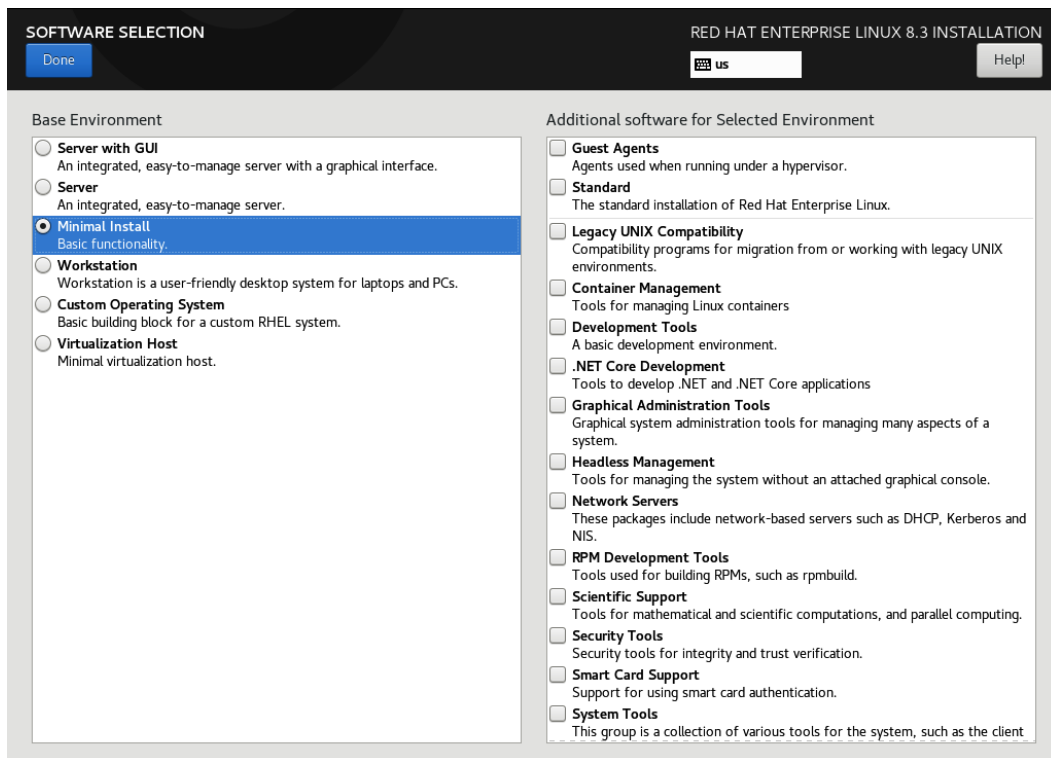 SOFTWARE SELECTION
RED HAT ENTERPRISE LINUX 8.3 INSTALLATION
Done
us
Help!
Base Environment
Server with GUI
An integrated, easy-to-manage server with a graphical interface.
Server
An integrated, easy-to-manage server.
Minimal Install
Basic functionality.
Workstation
Workstation is a user-friendly desktop system for laptops and PCs.
Custom Operating System
Basic building block for a custom RHEL system.
Virtualization Host
Minimal virtualization host.
Additional software for Selected Environment
Guest Agents
Agents used when running under a hypervisor.
Standard
The standard installation of Red Hat Enterprise Linux.
Legacy UNIX Compatibility
Compatibility programs for migration from or working with legacy UNIX
environments.
Container Management
Tools for managing Linux containers
Development Tools
A basic development environment.
.NET Core Development
Tools to develop .NET and .NET Core applications
Graphical Administration Tools
Graphical system administration tools for managing many aspects of a
system.
Headless Management
Tools for managing the system without an attached graphical console.
Network Servers
These packages include network-based servers such as DHCP, Kerberos and
NIS.
RPM Development Tools
Tools used for building RPMs, such as rpmbuild.
Scientific Support
Tools for mathematical and scientific computations, and parallel computing.
Security Tools
Security tools for integrity and trust verification.
Smart Card Support
Support for using smart card authentication.
System Tools
This group is a collection of various tools for the system, such as the client